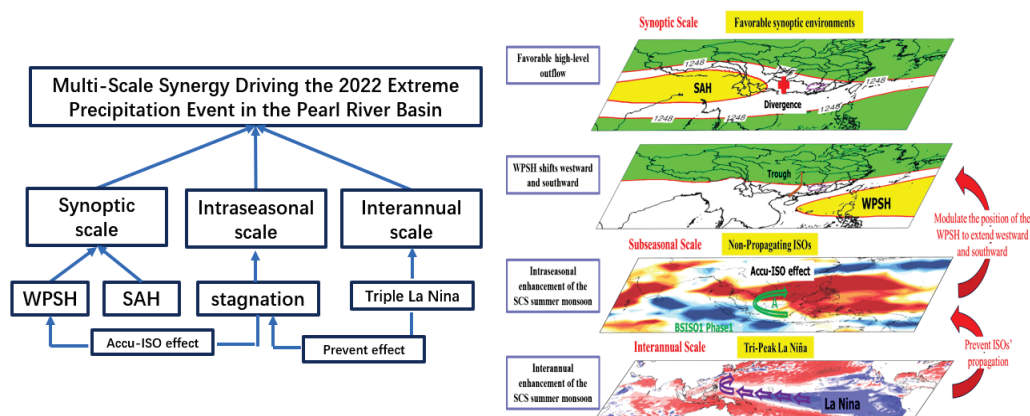 Multi-Scale Synergy Driving the 2022 Extreme
Precipitation Event in the Pearl River Basin
Synoptic
scale
Intraseasonal
scale
Interannual
scale
WPSH
SAH
stagnation
Triple La Nina
Accu-ISO effect
Prevent effect
Synoptic Scale
Favorable synoptic environments
Favorable high-level
outflow
1248
1248
1248
1248
SAH
Divergence
WPSH shifts westward
and southward
Trough
WPSH
Modulate the position of the
WPSH to extend westward
and southward
Subseasonal Scale
Non-Propagating ISOs
Intraseasonal
enhancement of the
SCS summer monsoon
Accu-ISO effect
A
BSISO1 Phase1
Prevent ISOs'
propagation
Interannual Scale
Tri-Peak La Niña
Interannual
enhancement of the
SCS summer monsoon
La Nina